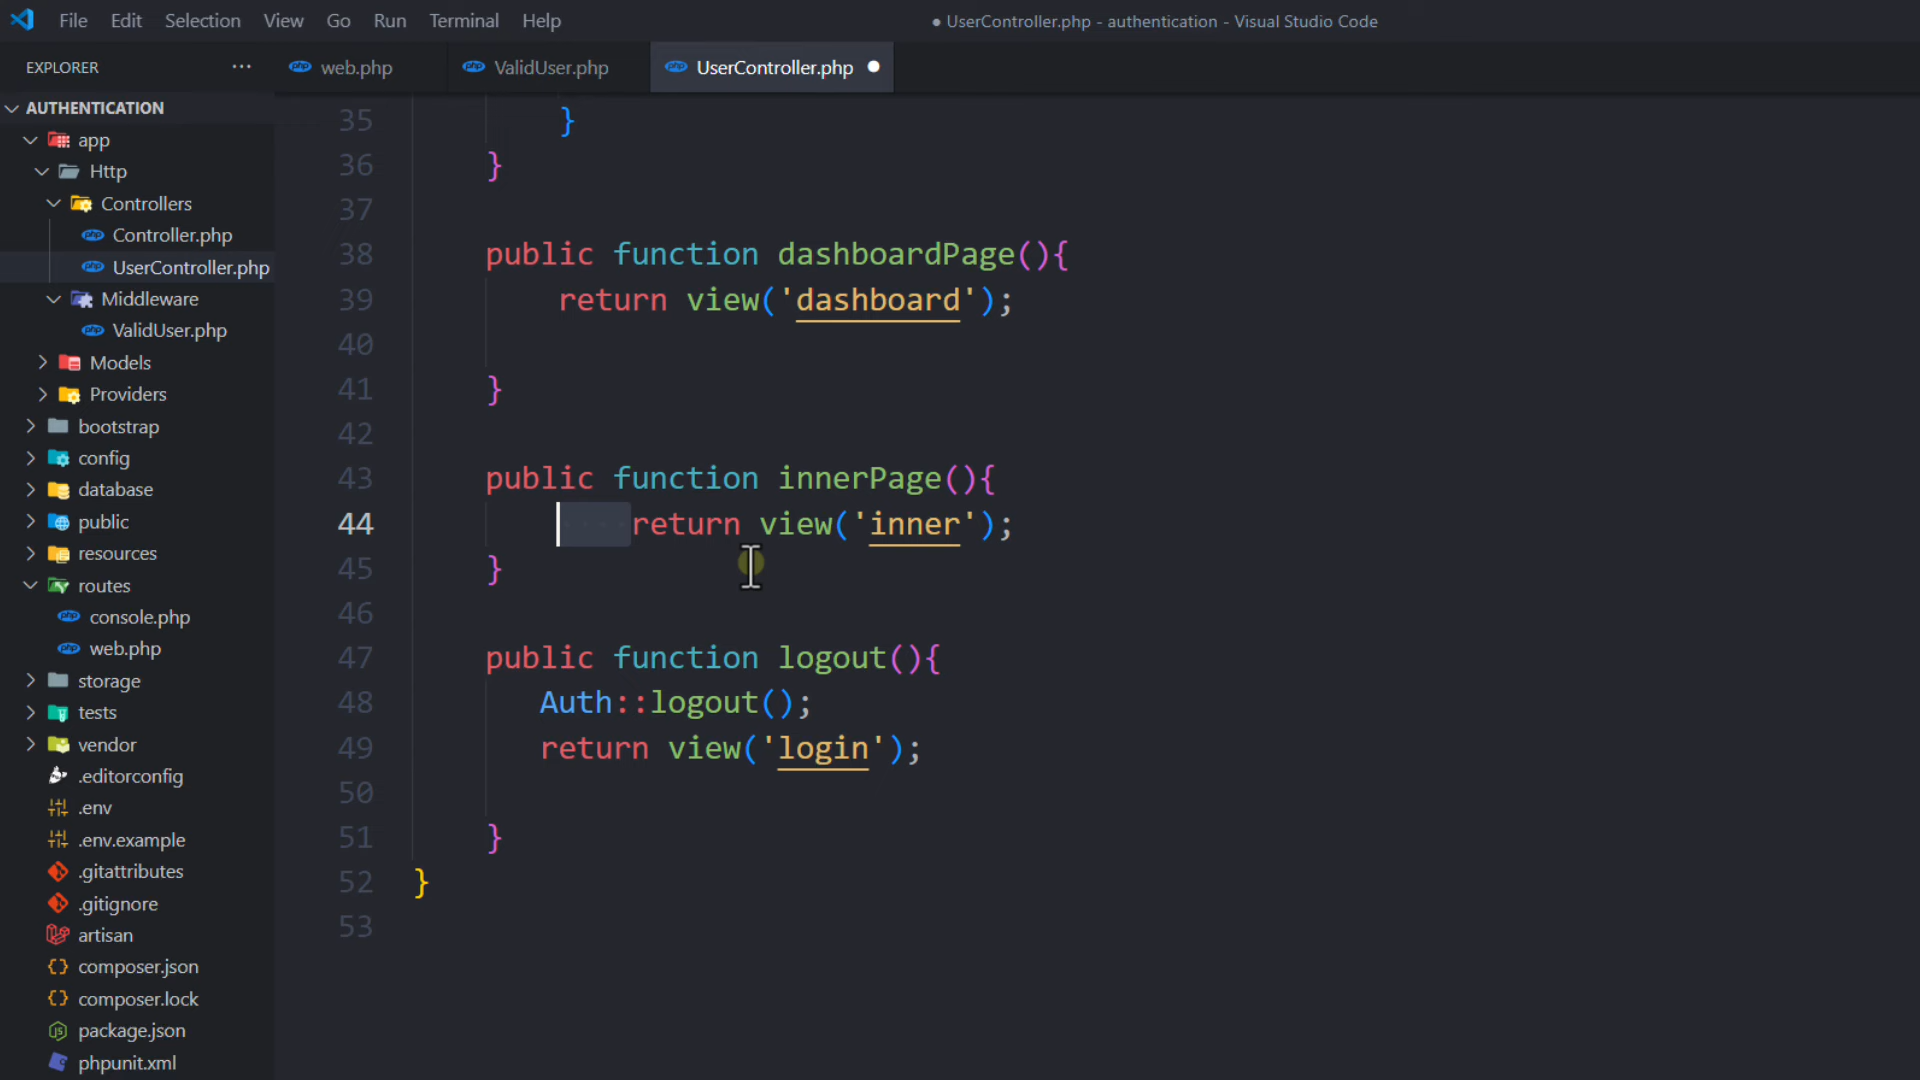 File Edit Selection View Go Run Terminal Help
● UserController.php - authentication - Visual Studio Code
EXPLORER ···
web.php ValidUser.php UserController.php
AUTHENTICATION
app
Http
Controllers
Controller.php
UserController.php
Middleware
ValidUser.php
Models
Providers
bootstrap
config
database
public
resources
routes
console.php
web.php
storage
tests
vendor
.editorconfig
.env
.env.example
.gitattributes
.gitignore
artisan
composer.json
composer.lock
package.json
phpunit.xml
35 }
36 }
37
38 public function dashboardPage(){
39 return view('dashboard');
40
41 }
42
43 public function innerPage(){
44 return view('inner');
45 }
46
47 public function logout(){
48 Auth::logout();
49 return view('login');
50
51 }
52 }
53